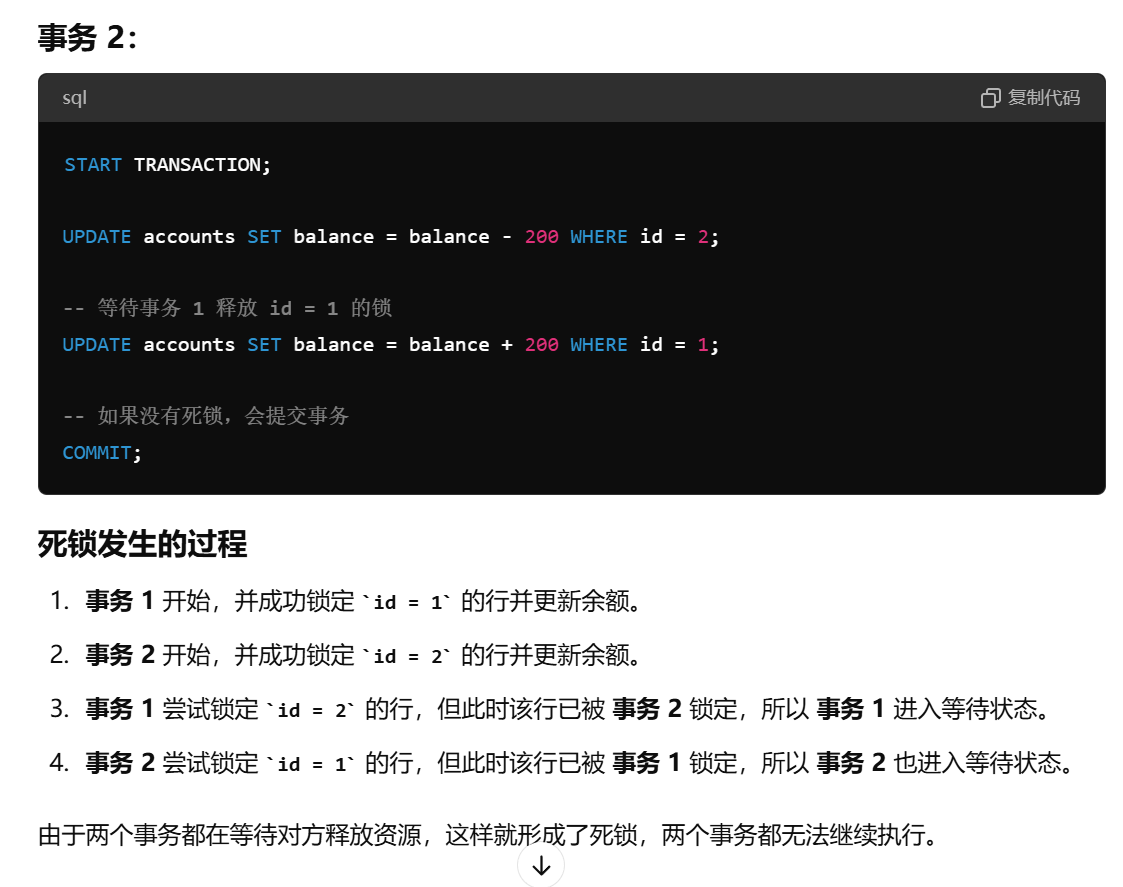 事务 2：
sql 复制代码
START TRANSACTION;
UPDATE accounts SET balance = balance - 200 WHERE id = 2;
-- 等待事务 1 释放 id = 1 的锁
UPDATE accounts SET balance = balance + 200 WHERE id = 1;
-- 如果没有死锁，会提交事务
COMMIT;
死锁发生的过程
1. 事务 1 开始，并成功锁定 `id = 1` 的行并更新余额。
2. 事务 2 开始，并成功锁定 `id = 2` 的行并更新余额。
3. 事务 1 尝试锁定 `id = 2` 的行，但此时该行已被 事务 2 锁定，所以 事务 1 进入等待状态。
4. 事务 2 尝试锁定 `id = 1` 的行，但此时该行已被 事务 1 锁定，所以 事务 2 也进入等待状态。
由于两个事务都在等待对方释放资源，这样就形成了死锁，两个事务都无法继续执行。